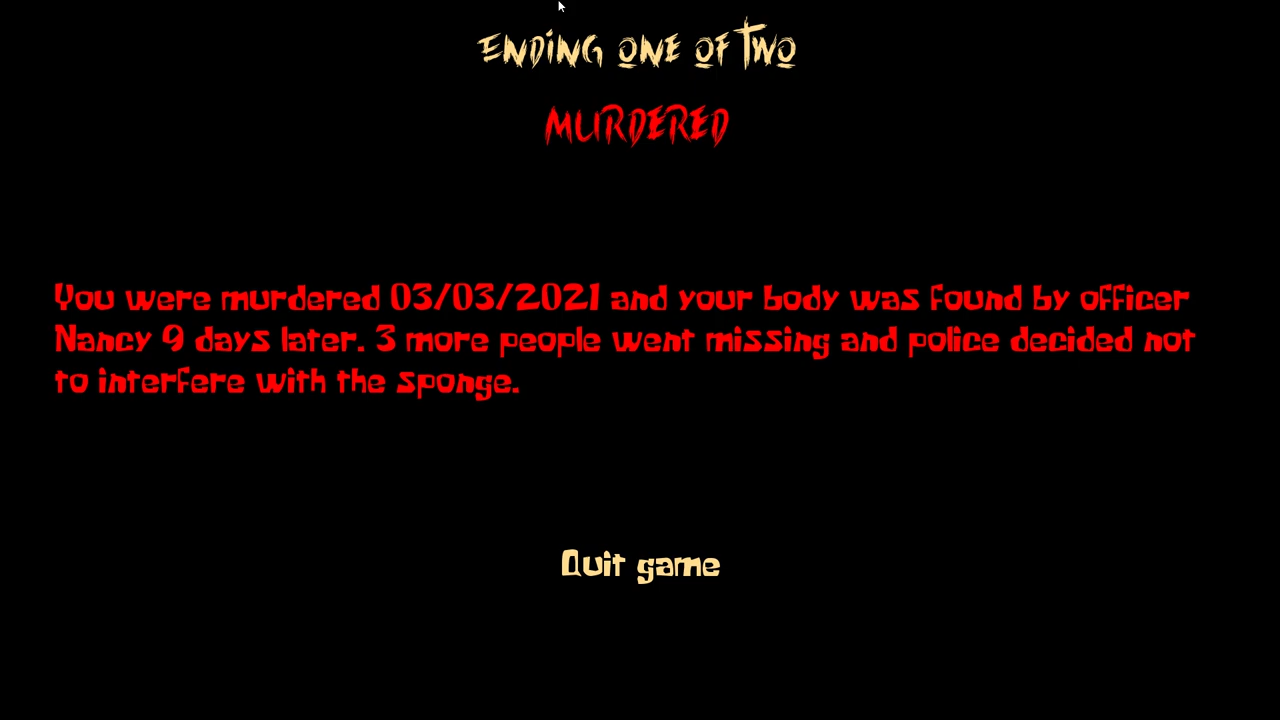 ENDING ONE OF TWO
MURDERED
You were murdered 03/03/2021 and your body was found by officer
Nancy 9 days later. 3 more people went missing and police decided not
to interfere with the sponge.
Quit game